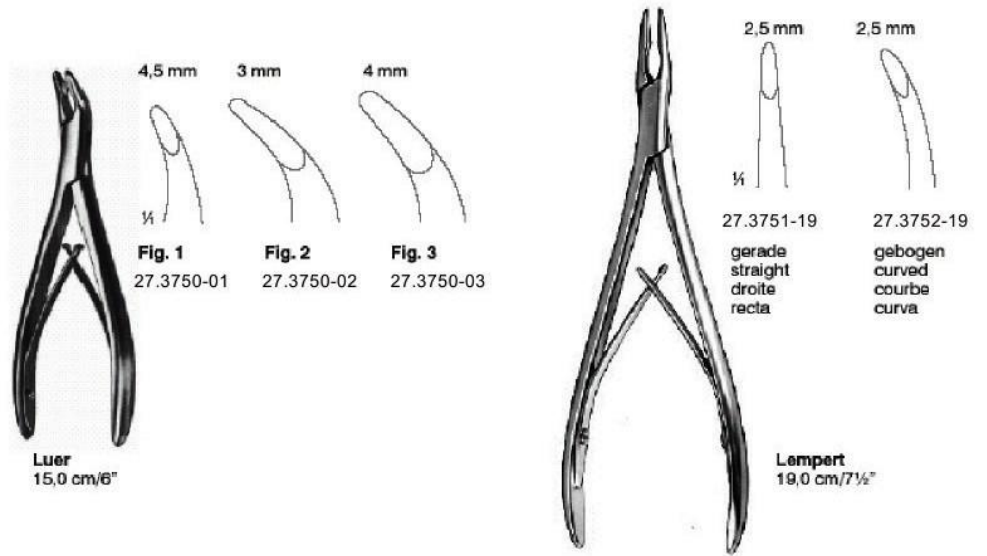 4,5 mm
3 mm
4 mm
¹⁄₁
Fig. 1
Fig. 2
Fig. 3
27.3750-01
27.3750-02
27.3750-03
Luer
15,0 cm/6”
2,5 mm
2,5 mm
¹⁄₁
27.3751-19
27.3752-19
gerade
straight
droite
recta
gebogen
curved
courbe
curva
Lempert
19,0 cm/7½”